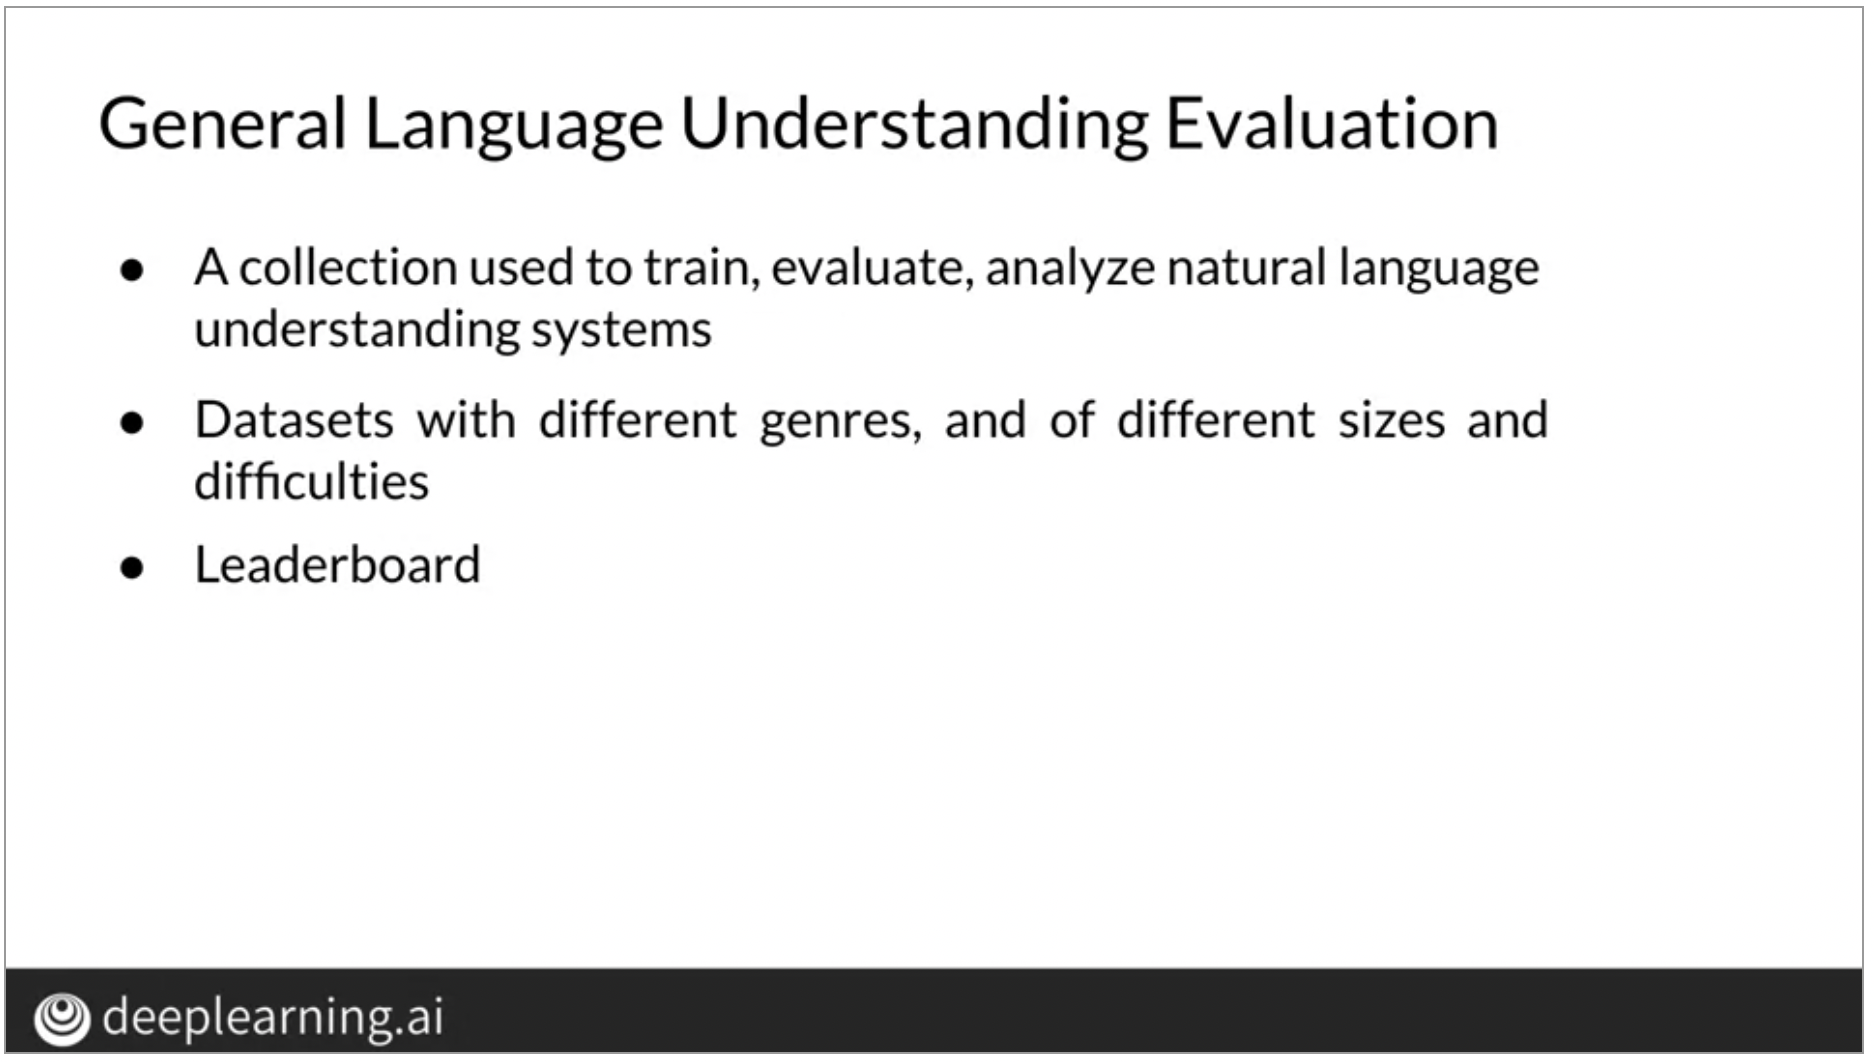 General Language Understanding Evaluation
● A collection used to train, evaluate, analyze natural language
understanding systems
● Datasets with different genres, and of different sizes and
difficulties
● Leaderboard
deeplearning.ai